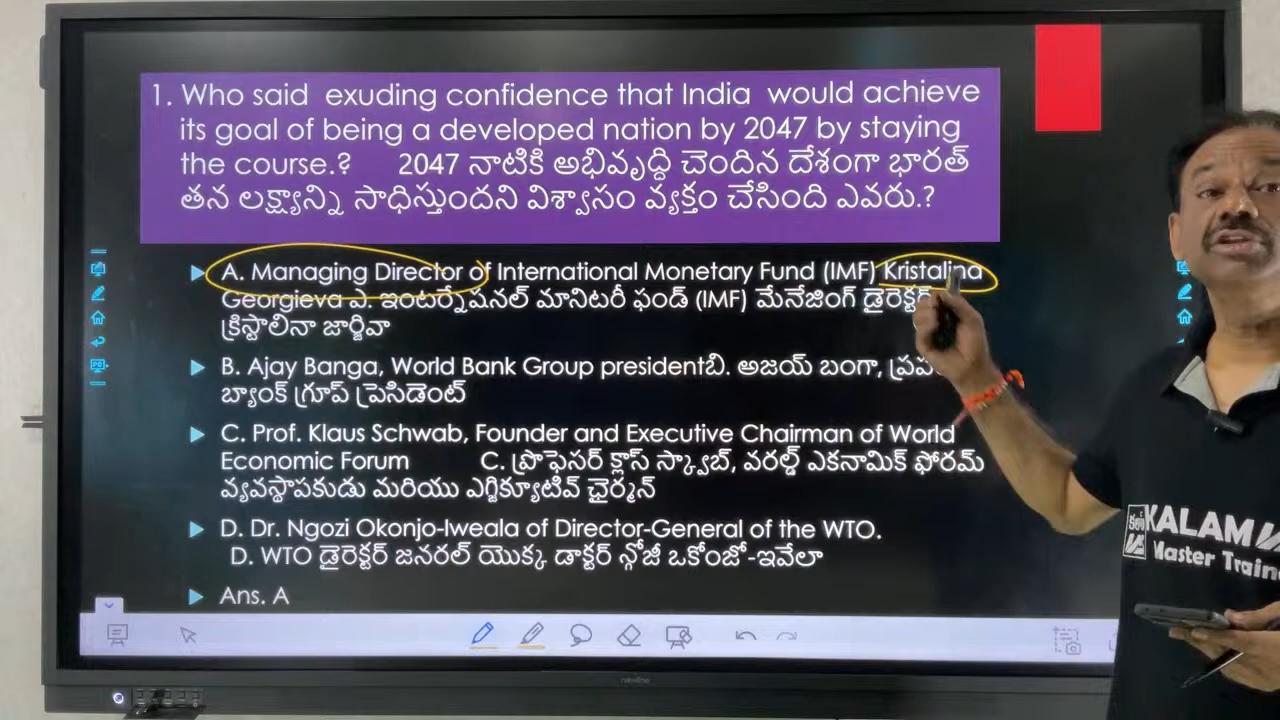 1. Who said exuding confidence that India would achieve
its goal of being a developed nation by 2047 by staying
the course.? 2047 నాటికి అభివృద్ధి చెందిన దేశంగా భారత్
తన లక్ష్యాన్ని సాధిస్తుందని విశ్వాసం వ్యక్తం చేసింది ఎవరు.?
A. Managing Director of International Monetary Fund (IMF) Kristalina
Georgieva ఏ. ఇంటర్నేషనల్ మానిటరీ ఫండ్ (IMF) మేనేజింగ్ డైరెక్టర్
క్రిస్టాలినా జార్జివా
B. Ajay Banga, World Bank Group presidentబి. అజయ్ బంగా,
బ్యాంక్ గ్రూప్ ప్రెసిడెంట్
C. Prof. Klaus Schwab, Founder and Executive Chairman of World
Economic Forum C. ప్రొఫెసర్ క్లాస్ స్క్వాబ్, వరల్డ్ ఎకనామిక్ ఫోరమ్
వ్యవస్థాపకుడు మరియు ఎగ్జిక్యూటివ్ ఛైర్మన్
D. Dr. Ngozi Okonjo-Iweala of Director-General of the WTO.
D. WTO డైరెక్టర్ జనరల్ యొక్క డాక్టర్ న్గోజీ ఒకోంజో-ఇవేలా
Ans. A
newline
KALAM
Master